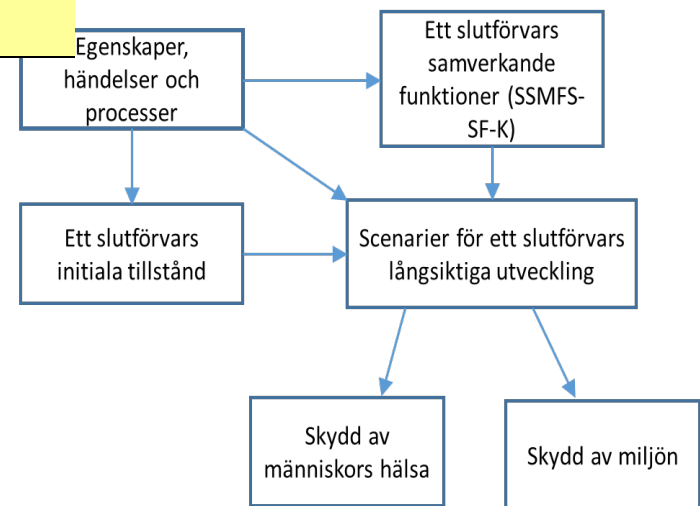 Egenskaper,
händelser och
processer
Ett slutförvars
samverkande
funktioner (SSMFS-
SF-K)
Ett slutförvars
initiala tillstånd
Scenarier för ett slutförvars
långsiktiga utveckling
Skydd av
människors hälsa
Skydd av miljön